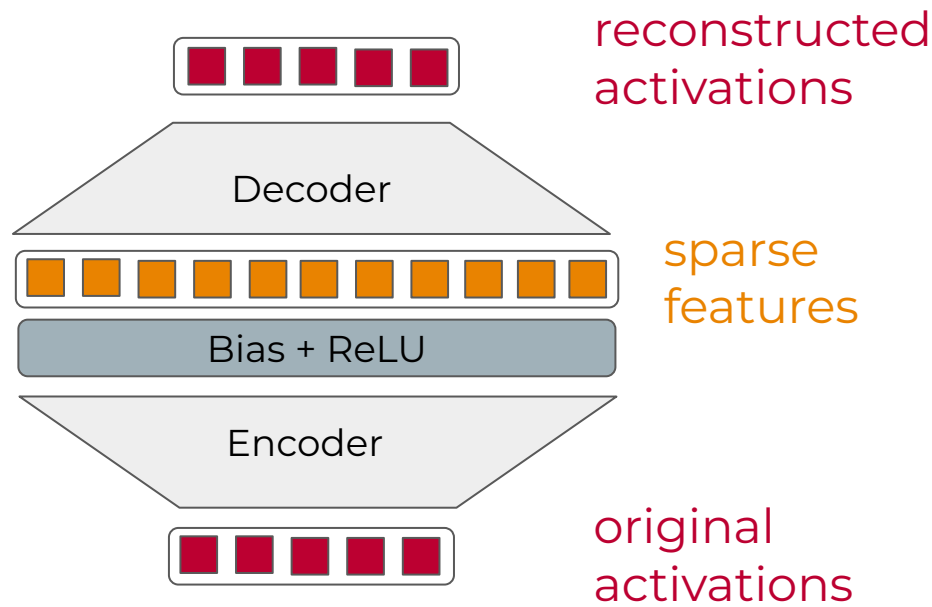 reconstructed
activations
Decoder
sparse
features
Bias + ReLU
Encoder
original
activations